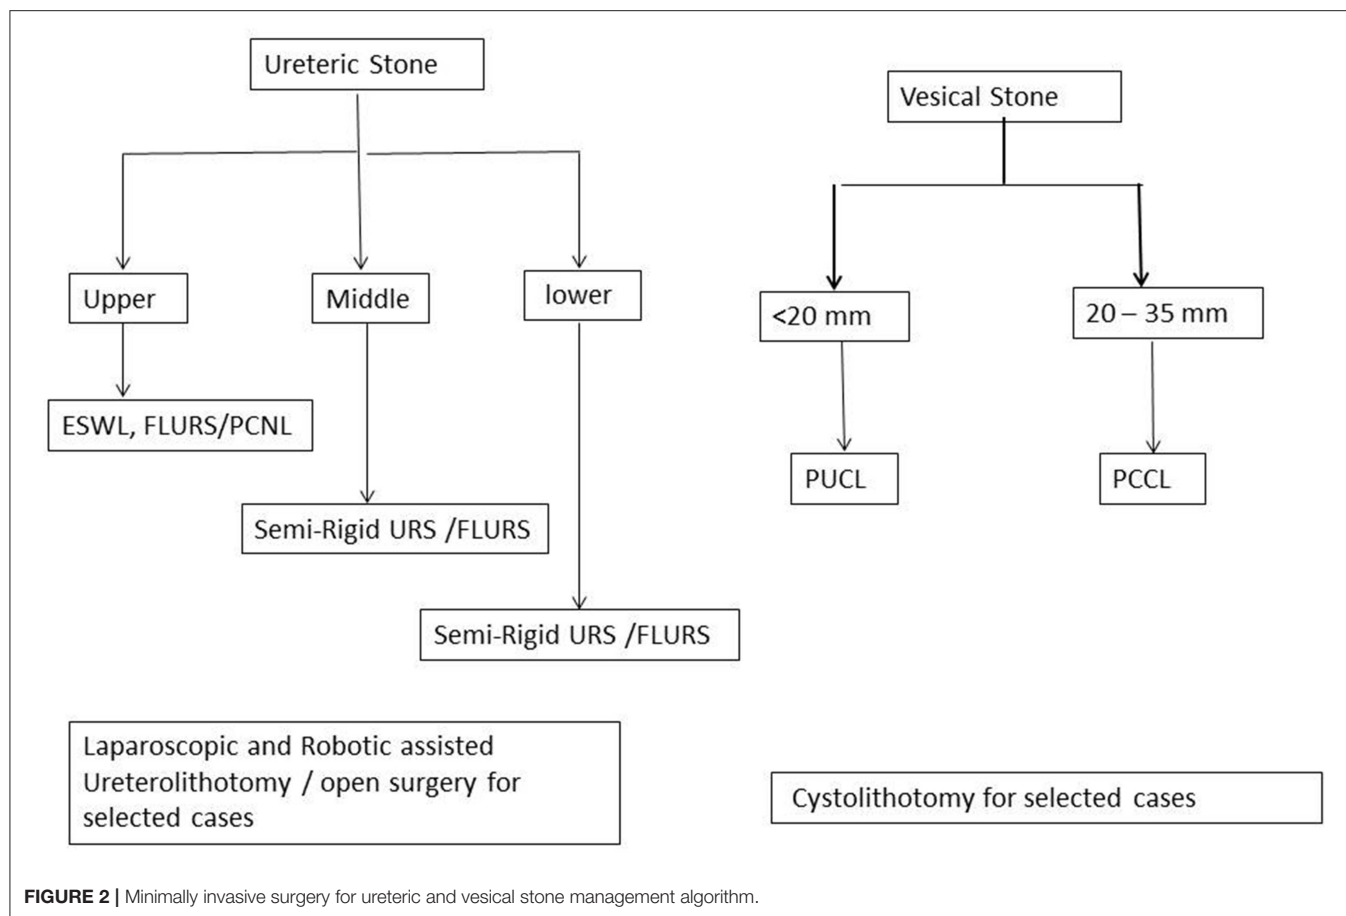 Ureteric Stone
Vesical Stone
Upper
Middle
lower
<20 mm
20 – 35 mm
ESWL, FLURS/PCNL
PUCL
PCCL
Semi-Rigid URS /FLURS
Semi-Rigid URS /FLURS
Laparoscopic and Robotic assisted
Ureterolithotomy / open surgery for
selected cases
Cystolithotomy for selected cases
FIGURE 2 | Minimally invasive surgery for ureteric and vesical stone management algorithm.